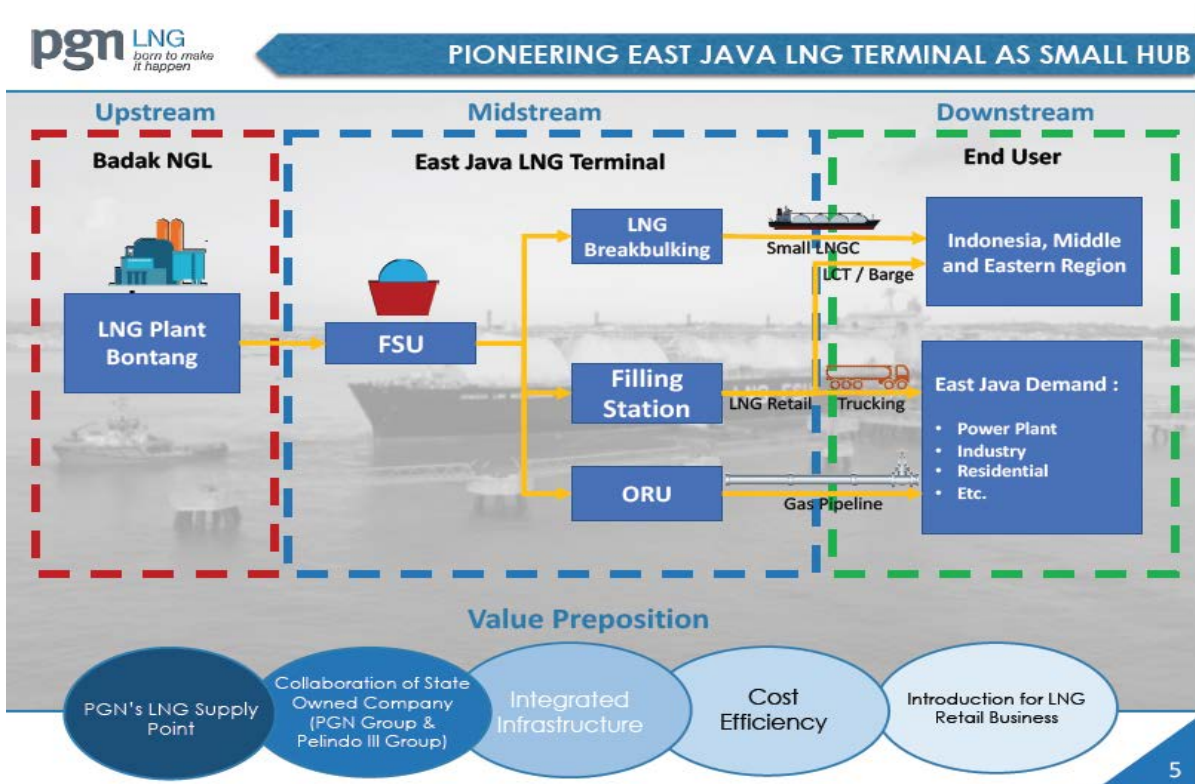 pgn LNG
born to make
it happen
PIONEERING EAST JAVA LNG TERMINAL AS SMALL HUB
Upstream
Midstream
Downstream
Badak NGL
East Java LNG Terminal
End User
LNG Plant
Bontang
FSU
LNG
Breakbulking
Small LNGC
LCT / Barge
Indonesia, Middle
and Eastern Region
Filling
Station
LNG Retail
Trucking
ORU
Gas Pipeline
East Java Demand :
• Power Plant
• Industry
• Residential
• Etc.
Value Preposition
PGN's LNG Supply
Point
Collaboration of State
Owned Company
(PGN Group &
Pelindo III Group)
Integrated
Infrastructure
Cost
Efficiency
Introduction for LNG
Retail Business
5